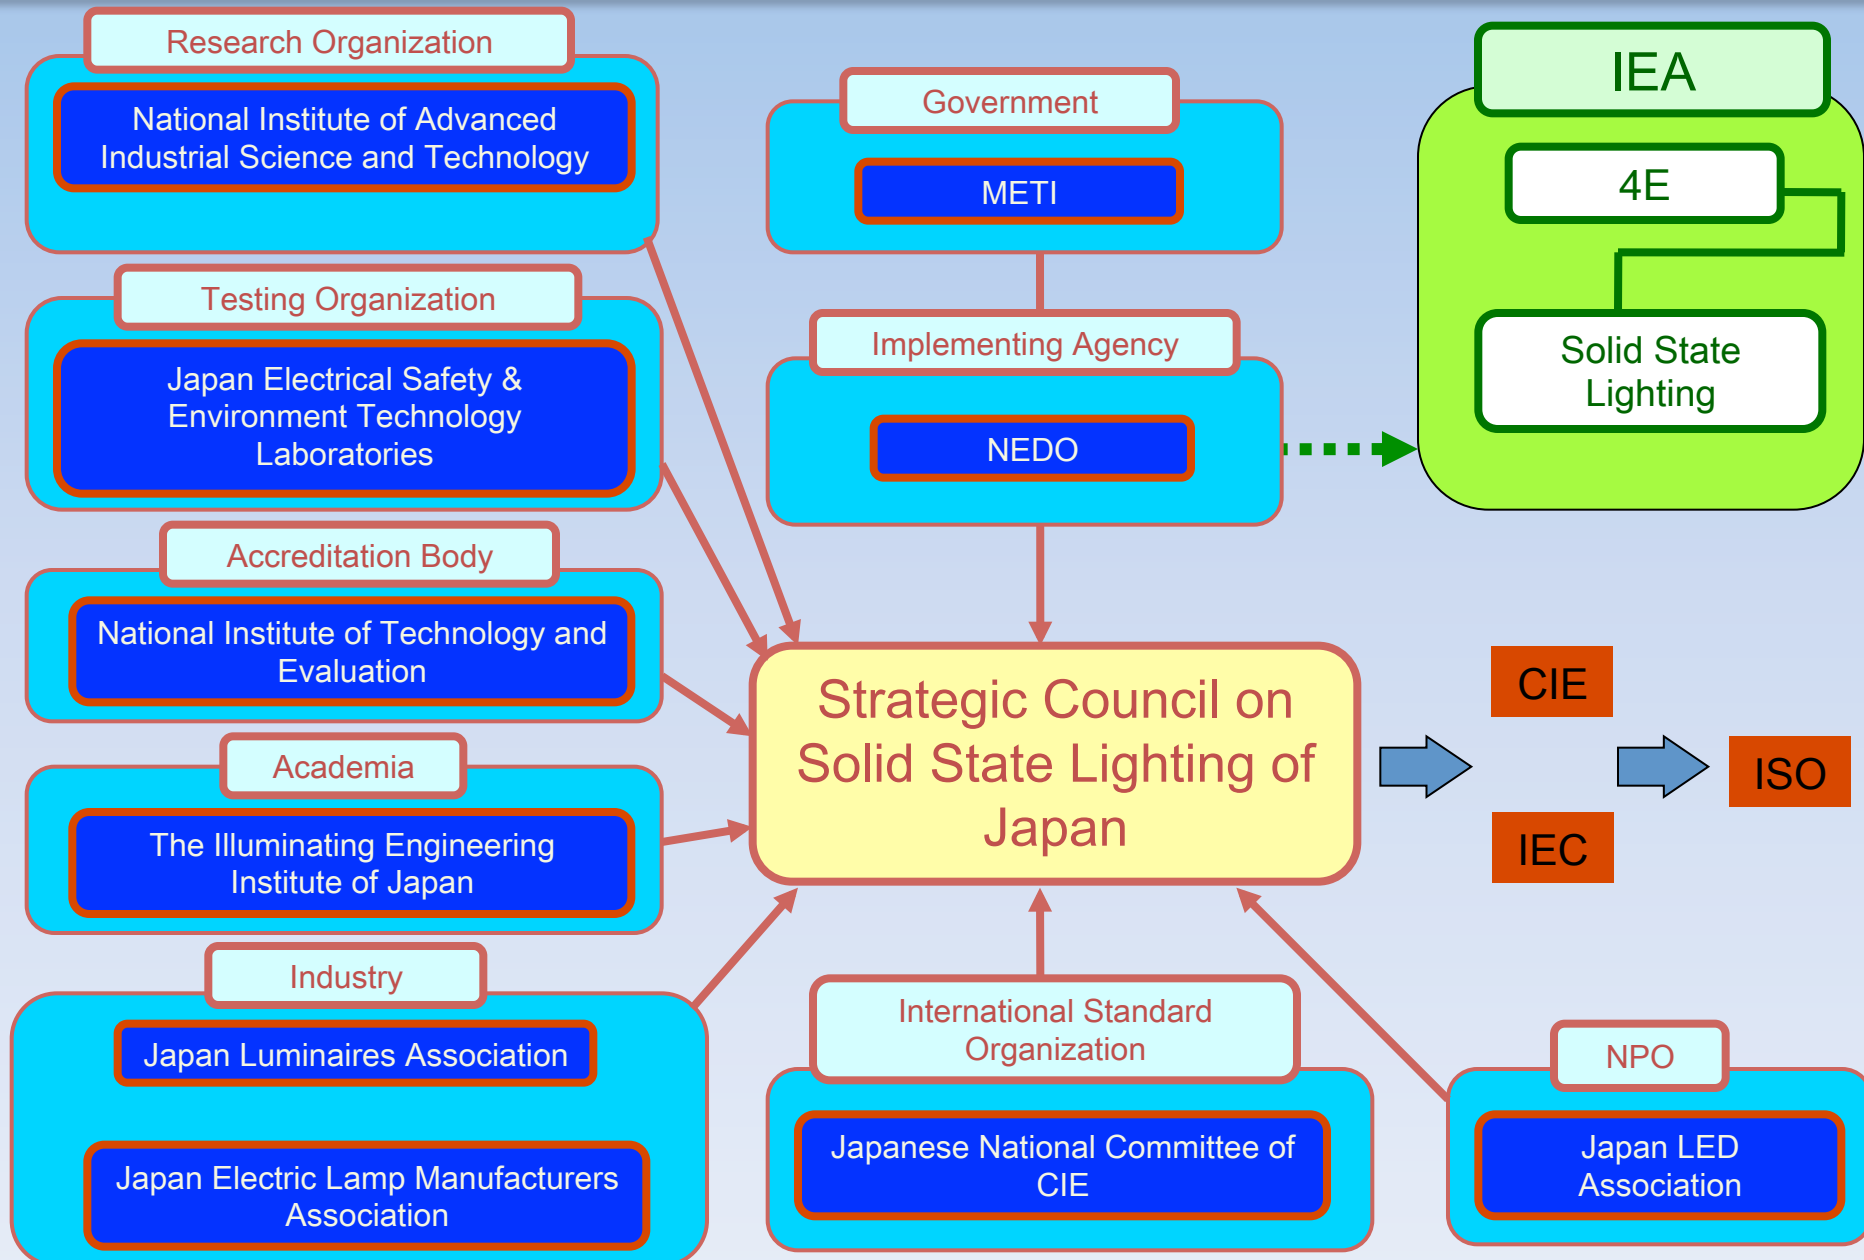 Research Organization
National Institute of Advanced
Industrial Science and Technology
Testing Organization
Japan Electrical Safety &
Environment Technology
Laboratories
Accreditation Body
National Institute of Technology and
Evaluation
Academia
The Illuminating Engineering
Institute of Japan
Industry
Japan Luminaires Association
Japan Electric Lamp Manufacturers
Association
Government
METI
Implementing Agency
NEDO
Strategic Council on
Solid State Lighting of
Japan
International Standard
Organization
Japanese National Committee of
CIE
IEA
4E
Solid State
Lighting
CIE
IEC
ISO
NPO
Japan LED
Association